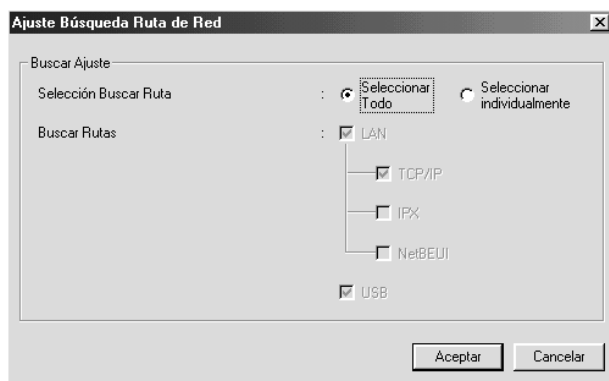 Ajuste Búsqueda Ruta de Red
Buscar Ajuste
Selección Buscar Ruta : Seleccionar Todo Seleccionar individualmente
Buscar Rutas : LAN
TCP/IP
IPX
NetBEUI
USB
Aceptar Cancelar